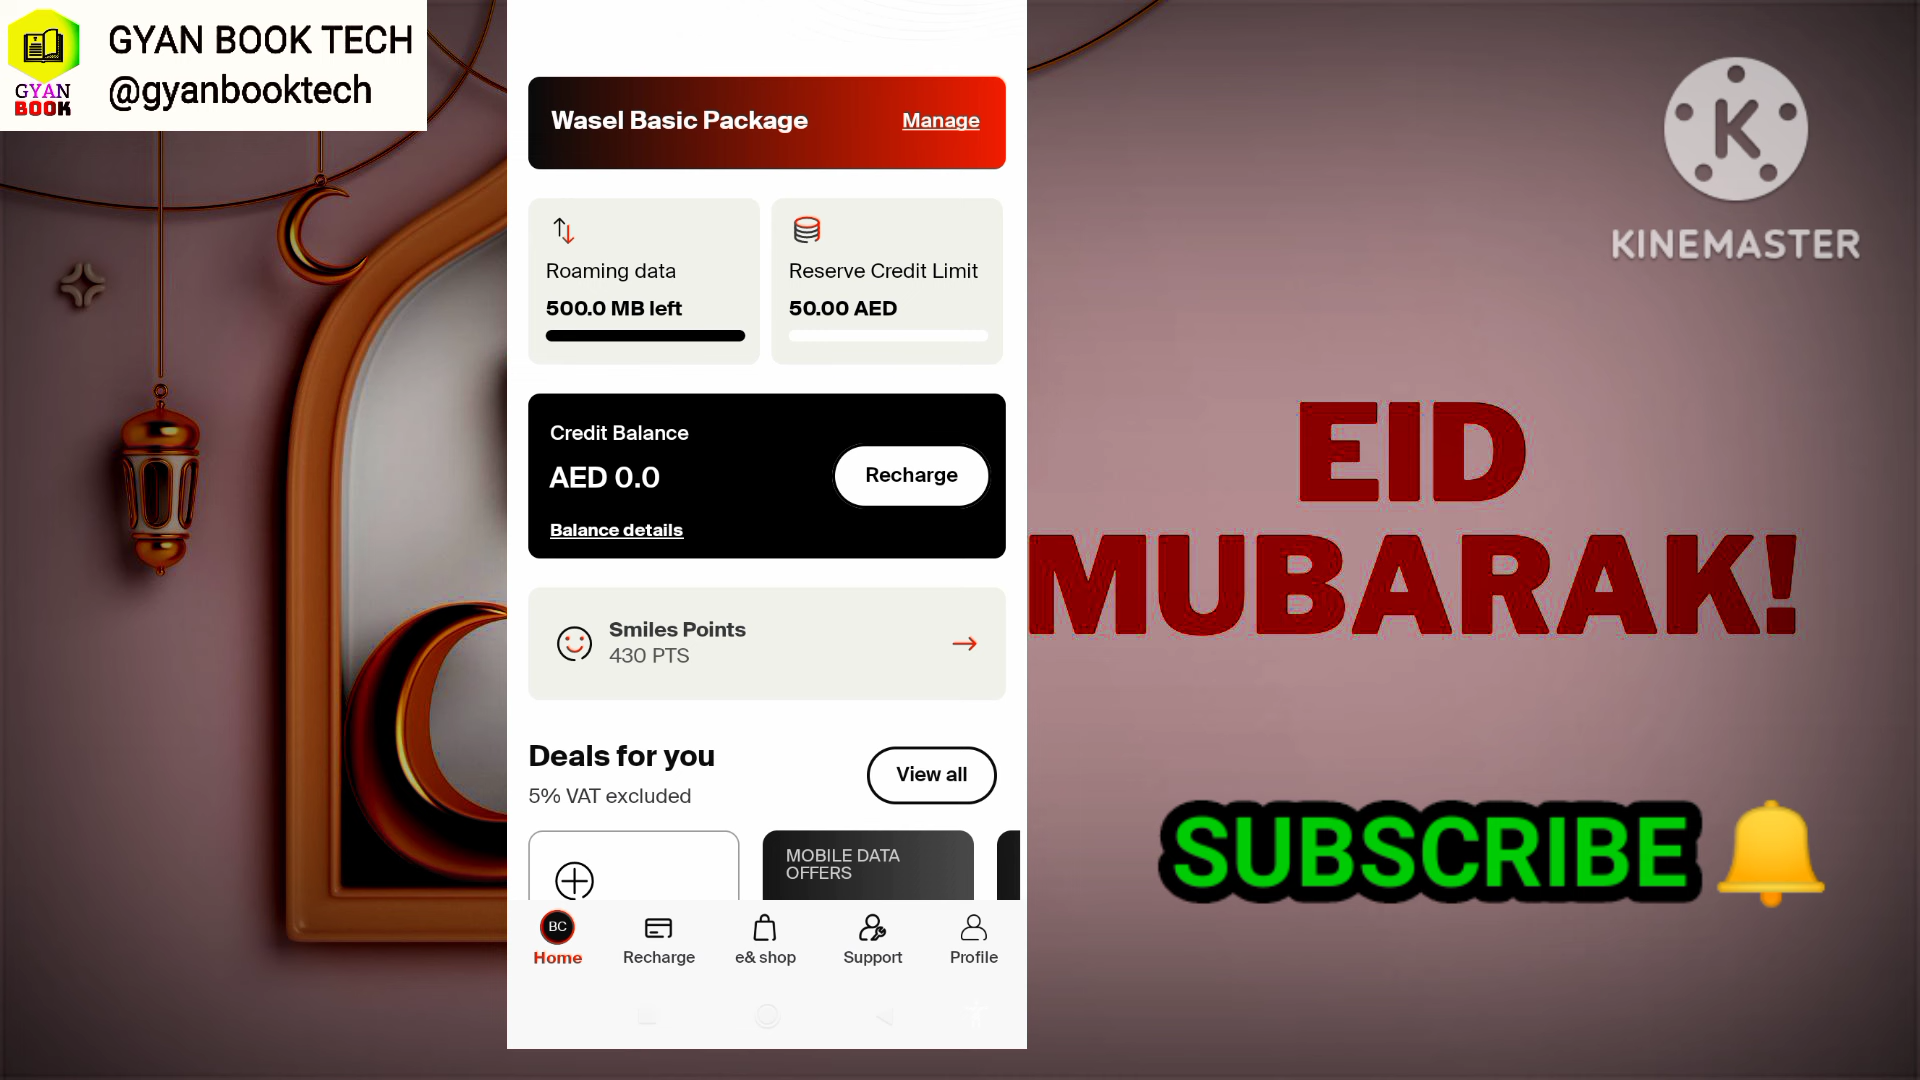 GYAN BOOK TECH
@gyanbooktech
GYAN
BOOK
Wasel Basic Package
Manage
Roaming data
500.0 MB left
Reserve Credit Limit
50.00 AED
Credit Balance
AED 0.0
Recharge
Balance details
Smiles Points
430 PTS
Deals for you
View all
5% VAT excluded
MOBILE DATA
OFFERS
BC
Home
Recharge
e& shop
Support
Profile
K
KINEMASTER
EID
MUBARAK!
SUBSCRIBE